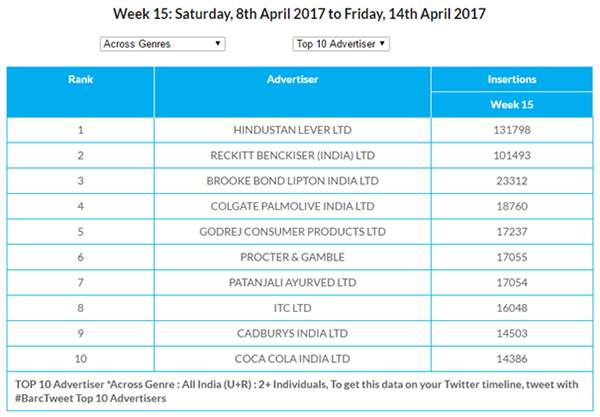 Week 15: Saturday, 8th April 2017 to Friday, 14th April 2017
Across Genres Top 10 Advertiser
Rank Advertiser Insertions
Week 15
1 HINDUSTAN LEVER LTD 131798
2 RECKITT BENCKISER (INDIA) LTD 101493
3 BROOKE BOND LIPTON INDIA LTD 23312
4 COLGATE PALMOLIVE INDIA LTD 18760
5 GODREJ CONSUMER PRODUCTS LTD 17237
6 PROCTER & GAMBLE 17055
7 PATANJALI AYURVED LTD 17054
8 ITC LTD 16048
9 CADBURYS INDIA LTD 14503
10 COCA COLA INDIA LTD 14386
TOP 10 Advertiser *Across Genre : All India (U+R) : 2+ Individuals, To get this data on your Twitter timeline, tweet with
#BarcTweet Top 10 Advertisers